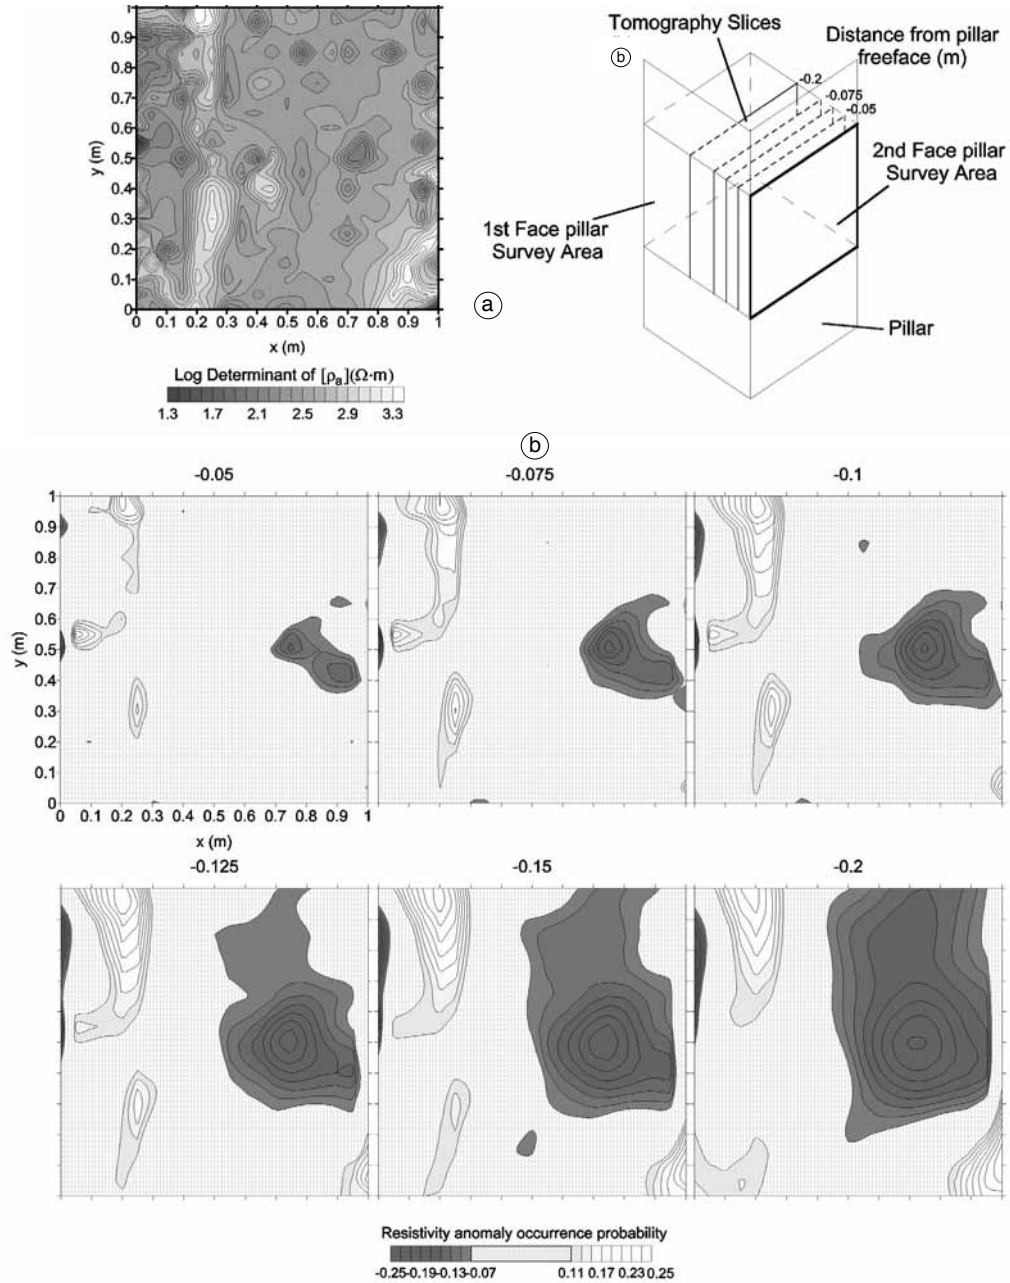 1
0.9
0.8
0.7
0.6
0.5
0.4
0.3
0.2
0.1
0
y (m)
0 0.1 0.2 0.3 0.4 0.5 0.6 0.7 0.8 0.9 1
x (m)
a
Log Determinant of [ρa](Ω·m)
1.3 1.7 2.1 2.5 2.9 3.3
Tomography Slices
b
Distance from pillar
freeface (m)
-0.2
-0.075
-0.05
2nd Face pillar
Survey Area
1st Face pillar
Survey Area
Pillar
b
-0.05 -0.075 -0.1
1
0.9
0.8
0.7
0.6
0.5
0.4
0.3
0.2
0.1
0
y (m)
0 0.1 0.2 0.3 0.4 0.5 0.6 0.7 0.8 0.9 1
x (m)
-0.125 -0.15 -0.2
Resistivity anomaly occurrence probability
-0.25-0.19-0.13-0.07 0.11 0.17 0.23 0.25